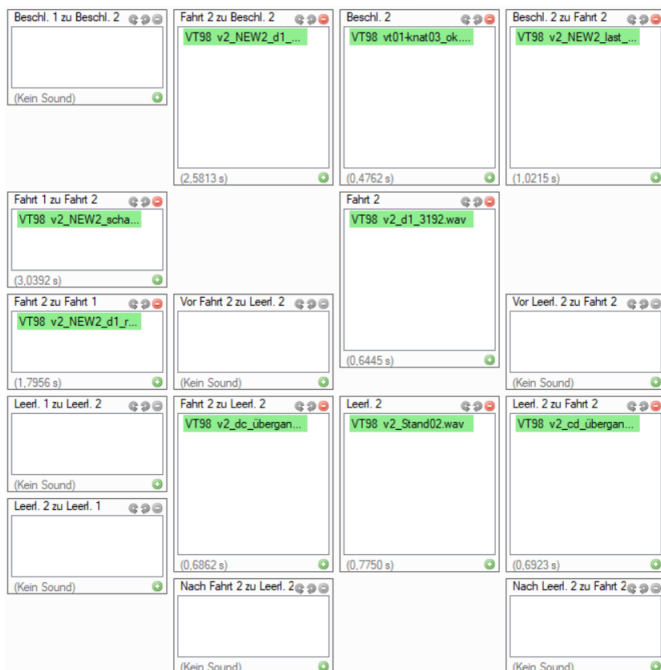 Beschl. 1 zu Beschl. 2
(Kein Sound)
Fahrt 2 zu Beschl. 2
VT98 v2_NEW2_d1_...
(2,5813 s)
Beschl. 2
VT98 vt01-knat03_ok....
(0,4762 s)
Beschl. 2 zu Fahrt 2
VT98 v2_NEW2_last_...
(1,0215 s)
Fahrt 1 zu Fahrt 2
VT98 v2_NEW2_scha...
(3,0392 s)
Fahrt 2
VT98 v2_d1_3192.wav
(0,6445 s)
Fahrt 2 zu Fahrt 1
VT98 v2_NEW2_d1_r...
(1,7956 s)
Vor Fahrt 2 zu Leerl. 2
(Kein Sound)
Vor Leerl. 2 zu Fahrt 2
(Kein Sound)
Leerl. 1 zu Leerl. 2
(Kein Sound)
Fahrt 2 zu Leerl. 2
VT98 v2_dc_übergan...
(0,6862 s)
Leerl. 2
VT98 v2_Stand02.wav
(0,7750 s)
Leerl. 2 zu Fahrt 2
VT98 v2_cd_übergan...
(0,6923 s)
Leerl. 2 zu Leerl. 1
(Kein Sound)
Nach Fahrt 2 zu Leerl. 2
(Kein Sound)
Nach Leerl. 2 zu Fahrt 2
(Kein Sound)